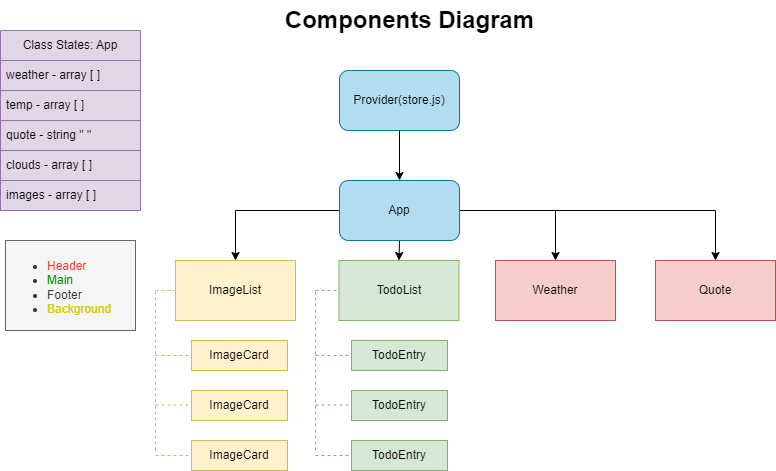 Components Diagram
Class States: App
weather - array [ ]
temp - array [ ]
quote - string " "
clouds - array [ ]
images - array [ ]
Provider(store.js)
App
Header
Main
Footer
Background
ImageList
TodoList
Weather
Quote
ImageCard
TodoEntry
ImageCard
TodoEntry
ImageCard
TodoEntry